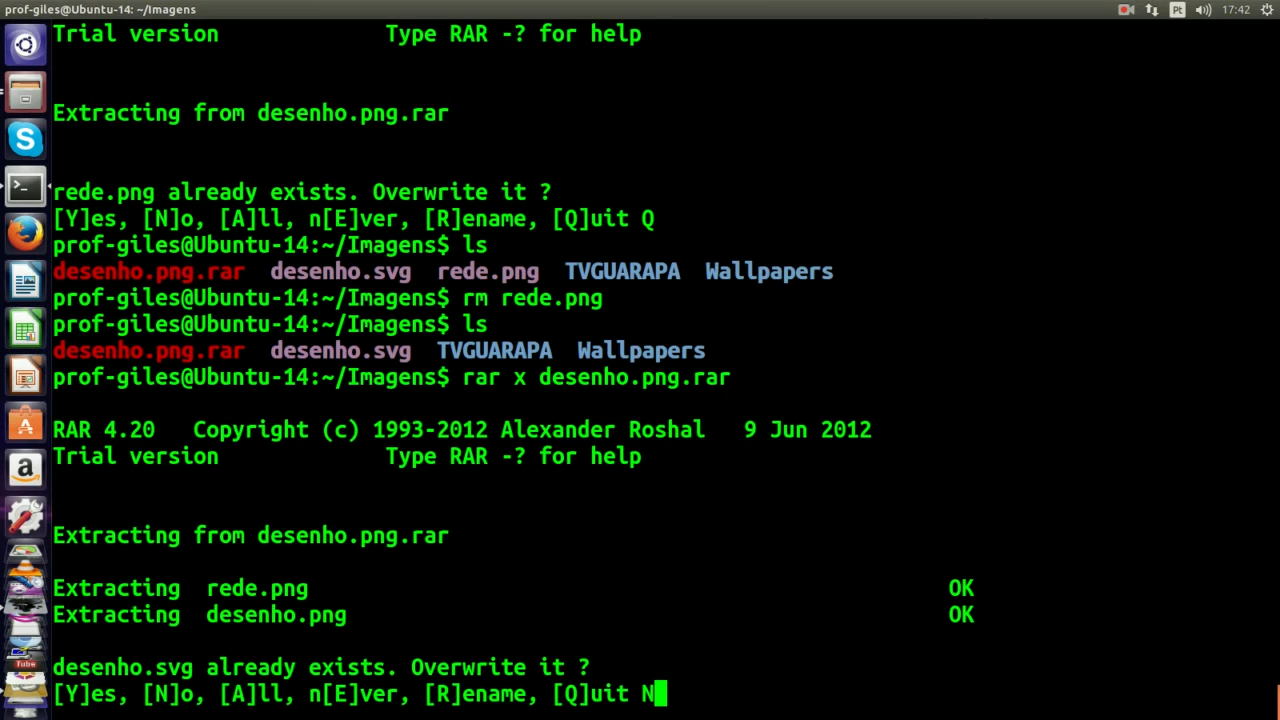 prof-giles@Ubuntu-14: ~/Imagens
Pt
17:42
Trial version Type RAR -? for help
Extracting from desenho.png.rar
rede.png already exists. Overwrite it ?
[Y]es, [N]o, [A]ll, n[E]ver, [R]ename, [Q]uit Q
prof-giles@Ubuntu-14:~/Imagens$ ls
desenho.png.rar desenho.svg rede.png TVGUARAPA Wallpapers
prof-giles@Ubuntu-14:~/Imagens$ rm rede.png
prof-giles@Ubuntu-14:~/Imagens$ ls
desenho.png.rar desenho.svg TVGUARAPA Wallpapers
prof-giles@Ubuntu-14:~/Imagens$ rar x desenho.png.rar
RAR 4.20 Copyright (c) 1993-2012 Alexander Roshal 9 Jun 2012
Trial version Type RAR -? for help
Extracting from desenho.png.rar
Extracting rede.png OK
Extracting desenho.png OK
desenho.svg already exists. Overwrite it ?
[Y]es, [N]o, [A]ll, n[E]ver, [R]ename, [Q]uit N
Tube